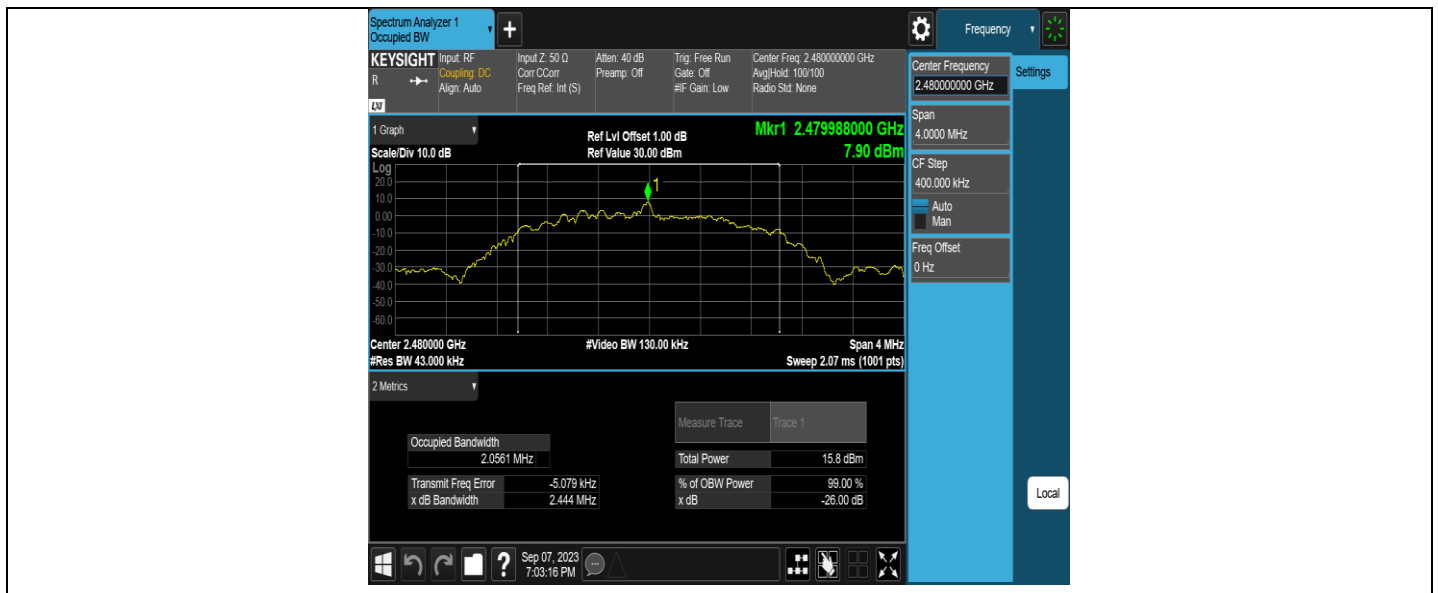 Spectrum Analyzer 1
Occupied BW
+
Frequency
KEYSIGHT
R
LXI
Input: RF
Coupling: DC
Align: Auto
Input Z: 50 Ω
Corr CCorr
Freq Ref: Int (S)
Atten: 40 dB
Preamp: Off
Trig: Free Run
Gate: Off
#IF Gain: Low
Center Freq: 2.480000000 GHz
Avg|Hold: 100/100
Radio Std: None
1 Graph
Scale/Div 10.0 dB
Ref Lvl Offset 1.00 dB
Ref Value 30.00 dBm
Mkr1 2.479988000 GHz
7.90 dBm
Log
20.0
10.0
0.00
-10.0
-20.0
-30.0
-40.0
-50.0
-60.0
1
Center 2.480000 GHz
#Video BW 130.00 kHz
Span 4 MHz
#Res BW 43.000 kHz
Sweep 2.07 ms (1001 pts)
2 Metrics
Measure Trace
Trace 1
Occupied Bandwidth
2.0561 MHz
Total Power
15.8 dBm
Transmit Freq Error
-5.079 kHz
% of OBW Power
99.00 %
x dB Bandwidth
2.444 MHz
x dB
-26.00 dB
?
Sep 07, 2023
7:03:16 PM
Center Frequency
2.480000000 GHz
Settings
Span
4.0000 MHz
CF Step
400.000 kHz
Auto
Man
Freq Offset
0 Hz
Local